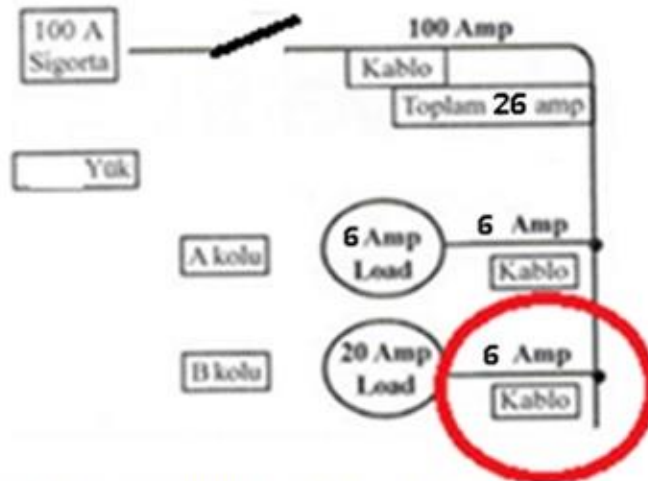 100 A
Sigorta
100 Amp
Kablo
Toplam 26 amp
Yük
A kolu
6 Amp
Load
6 Amp
Kablo
B kolu
20 Amp
Load
6 Amp
Kablo